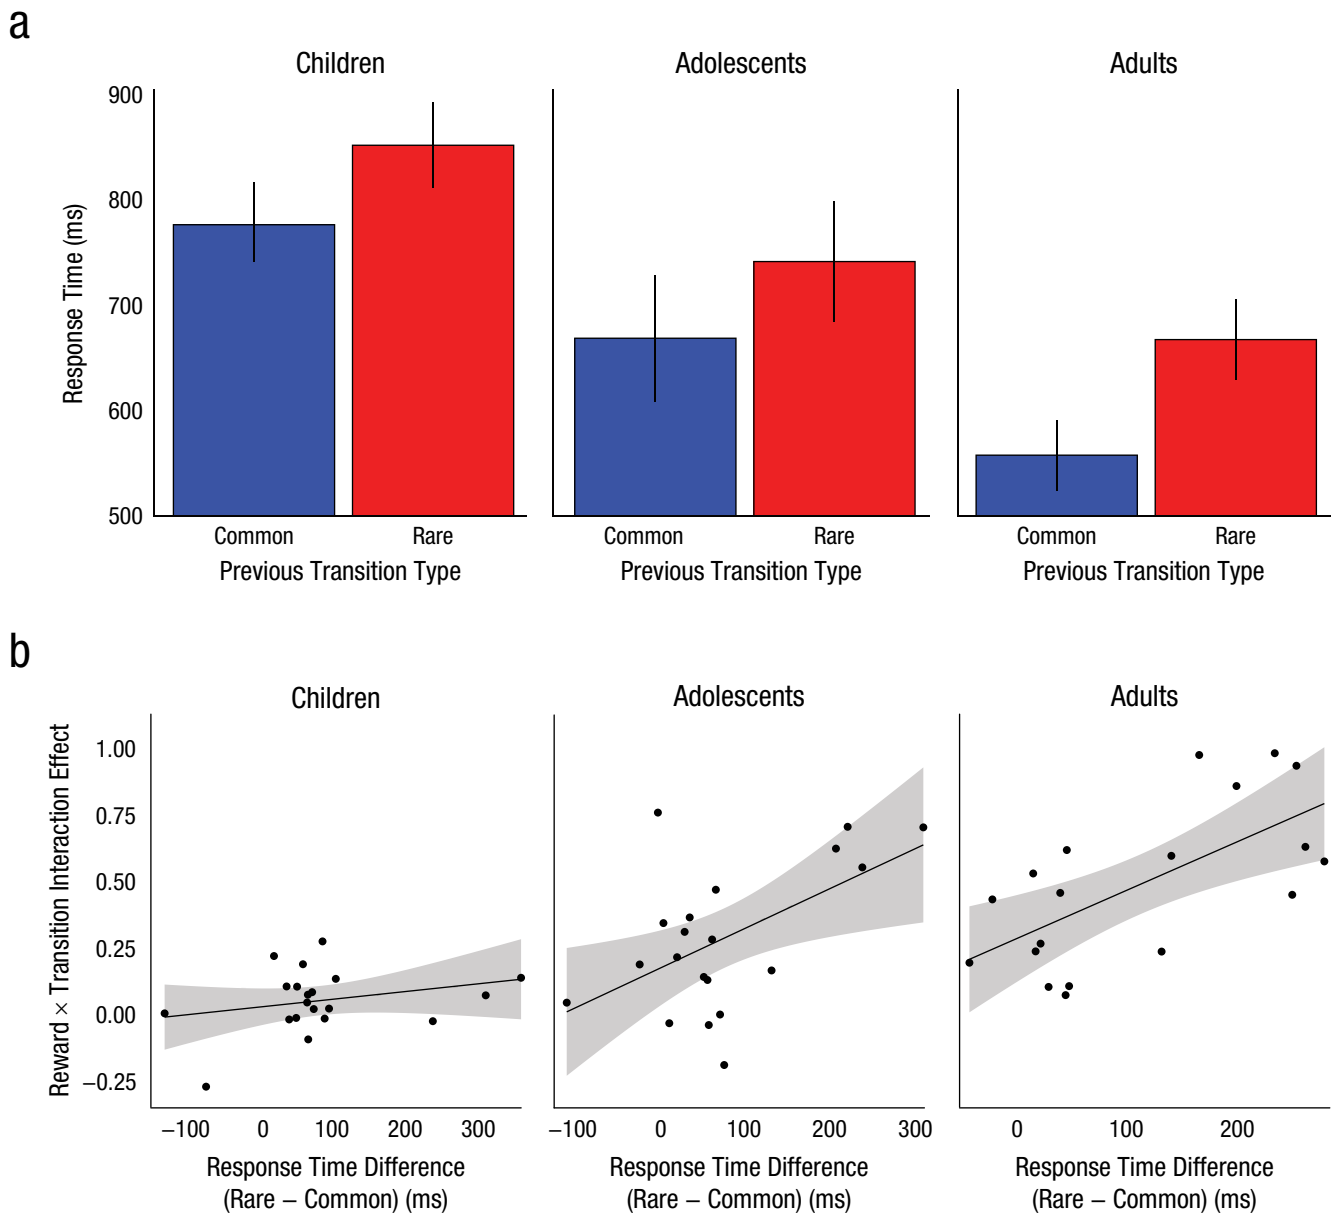 a
Children
Adolescents
Adults
Response Time (ms)
900
800
700
600
500
Common Rare
Common Rare
Common Rare
Previous Transition Type
Previous Transition Type
Previous Transition Type
b
Children
Adolescents
Adults
Reward × Transition Interaction Effect
1.00
0.75
0.50
0.25
0.00
−0.25
−100 0 100 200 300
−100 0 100 200 300
0 100 200
Response Time Difference
(Rare − Common) (ms)
Response Time Difference
(Rare − Common) (ms)
Response Time Difference
(Rare − Common) (ms)